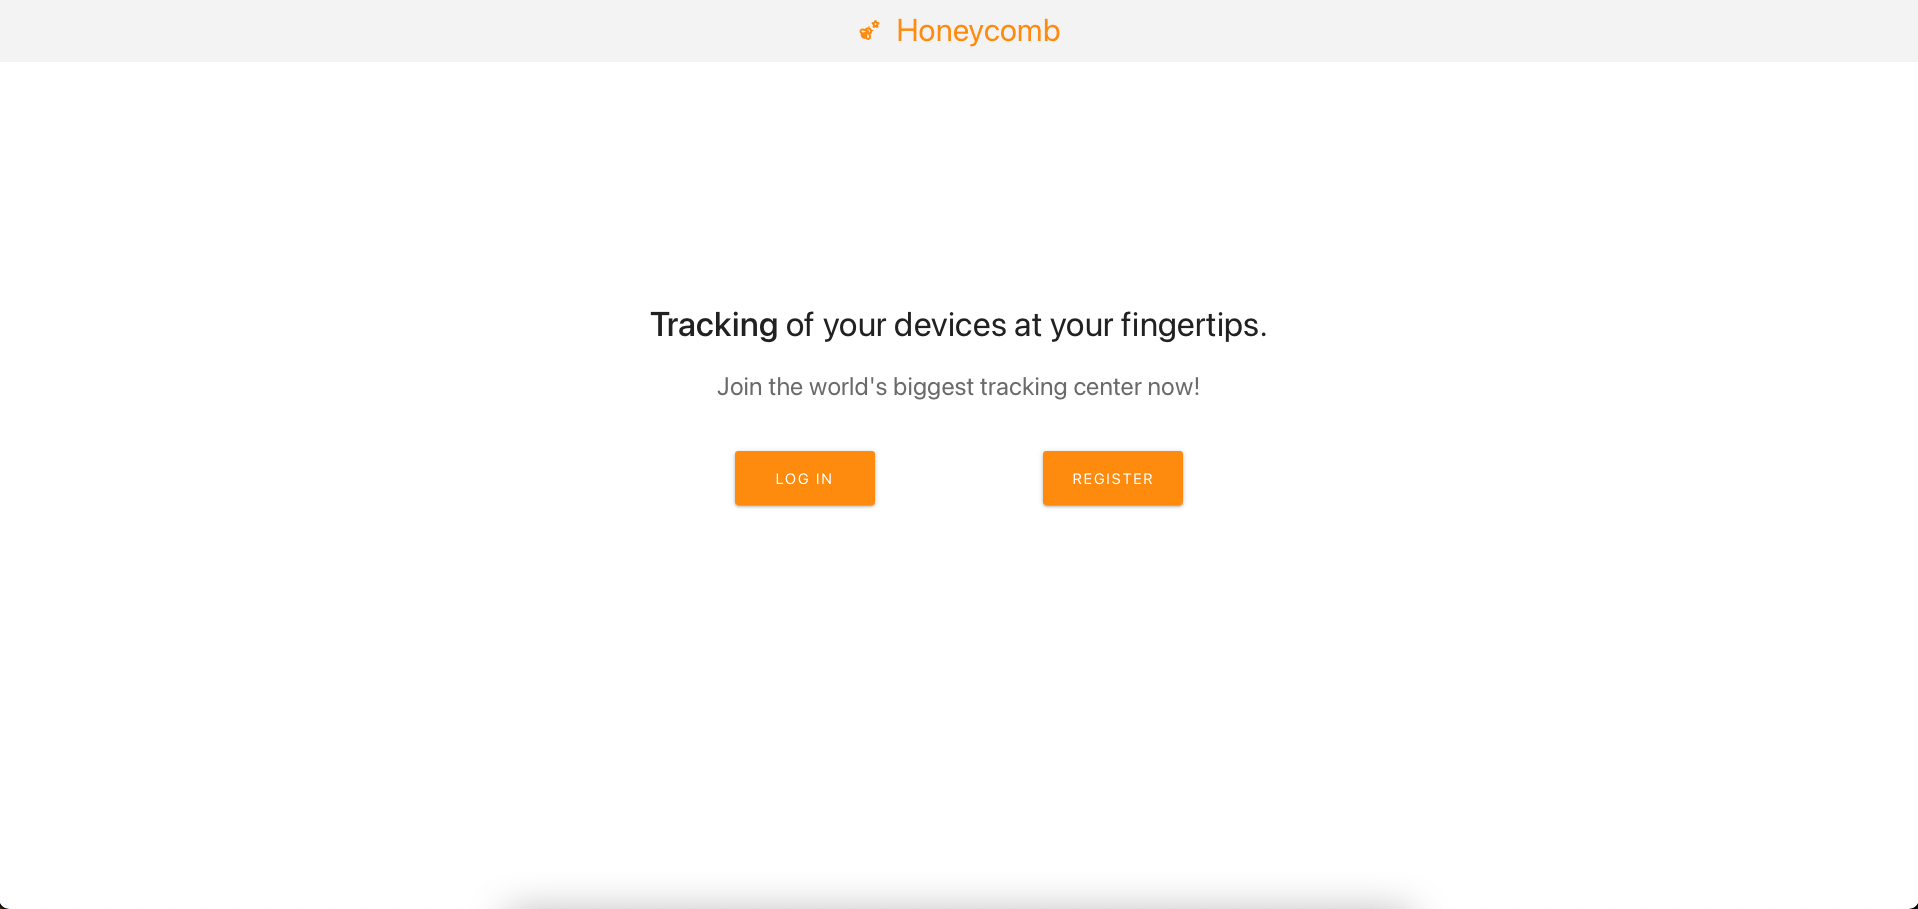 Honeycomb
Tracking of your devices at your fingertips.
Join the world's biggest tracking center now!
LOG IN
REGISTER